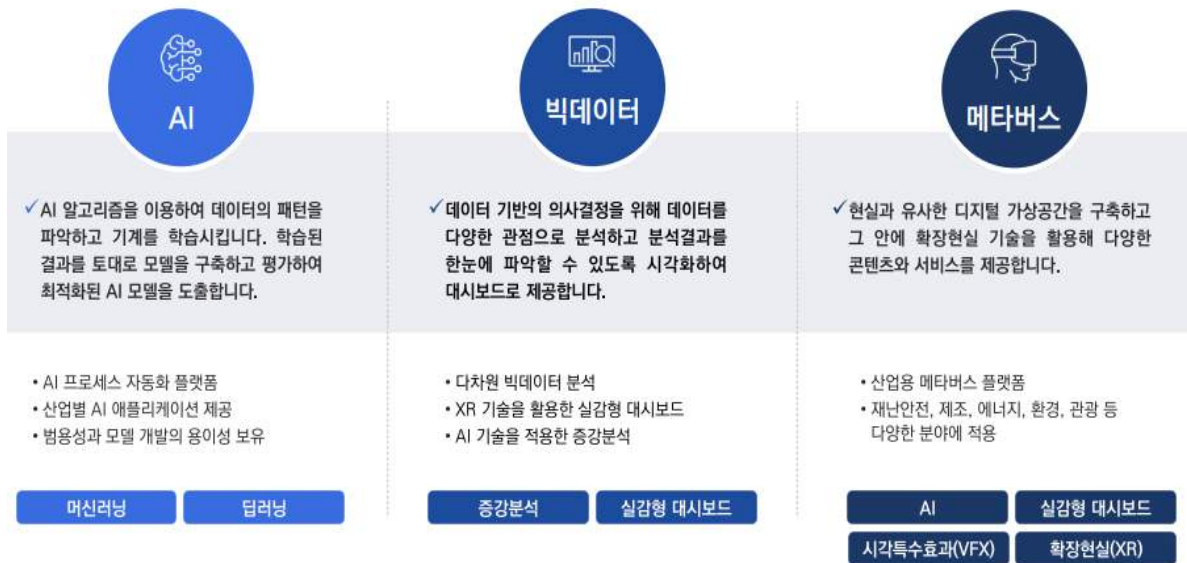 AI
✓AI 알고리즘을 이용하여 데이터의 패턴을
파악하고 기계를 학습시킵니다. 학습된
결과를 토대로 모델을 구축하고 평가하여
최적화된 AI 모델을 도출합니다.
• AI 프로세스 자동화 플랫폼
• 산업별 AI 애플리케이션 제공
• 범용성과 모델 개발의 용이성 보유
머신러닝
딥러닝
빅데이터
✓데이터 기반의 의사결정을 위해 데이터를
다양한 관점으로 분석하고 분석결과를
한눈에 파악할 수 있도록 시각화하여
대시보드로 제공합니다.
• 다차원 빅데이터 분석
• XR 기술을 활용한 실감형 대시보드
• AI 기술을 적용한 증강분석
증강분석
실감형 대시보드
메타버스
✓현실과 유사한 디지털 가상공간을 구축하고
그 안에 확장현실 기술을 활용해 다양한
콘텐츠와 서비스를 제공합니다.
• 산업용 메타버스 플랫폼
• 재난안전, 제조, 에너지, 환경, 관광 등
다양한 분야에 적용
AI
실감형 대시보드
시각특수효과(VFX)
확장현실(XR)